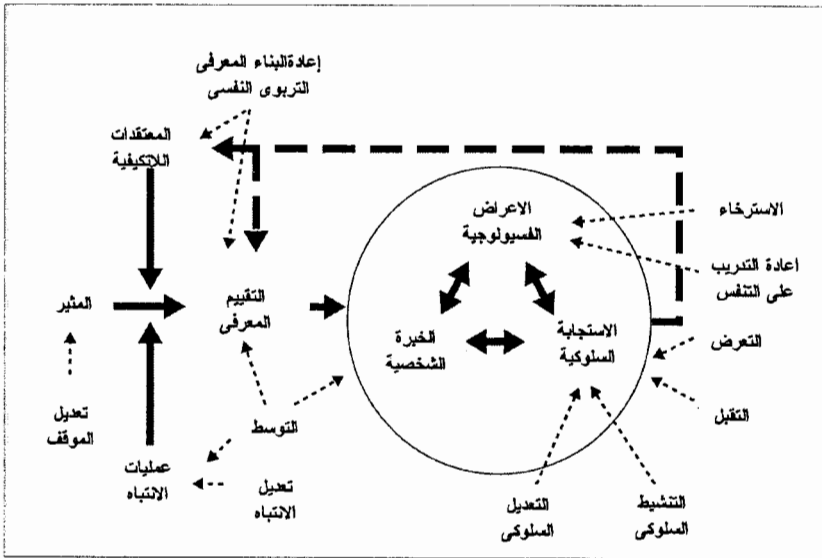 إعادةالبناء المعرفى
التربوى النفسى
المعتقدات
اللاتكيفية
الاعراض
الفسيولوجية
الاسترخاء
اعادة التدريب
على التنفس
المثير
التقييم
المعرفى
الخبرة
الشخصية
الاستجابة
السلوكية
التعرض
التقبل
تعديل
الموقف
التوسط
عمليات
الانتباه
تعديل
الانتباه
التعديل
السلوكى
التنشيط
السلوكى